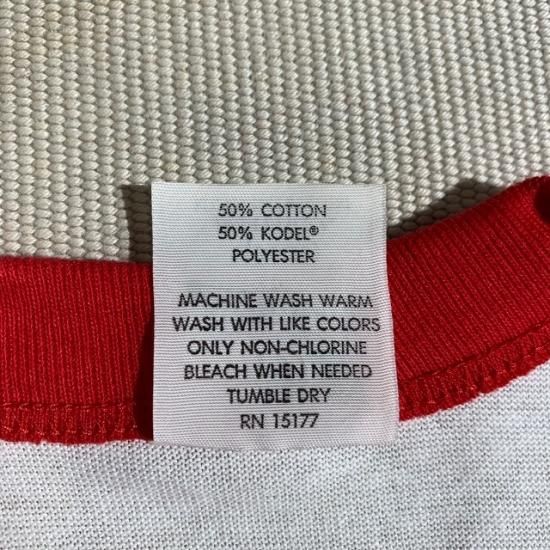 50% COTTON
50% KODEL®
POLYESTER
MACHINE WASH WARM
WASH WITH LIKE COLORS
ONLY NON-CHLORINE
BLEACH WHEN NEEDED
TUMBLE DRY
RN 15177